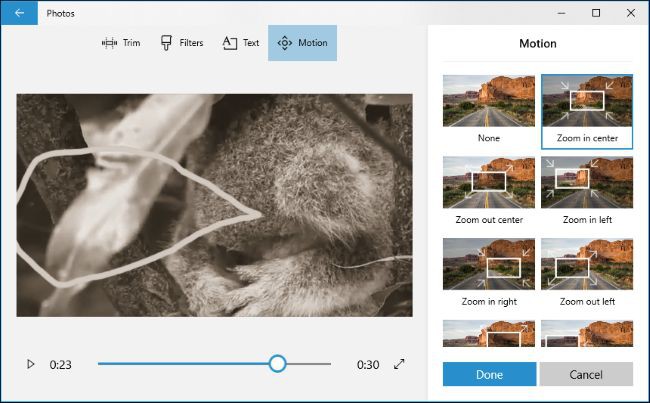 Photos
Trim Filters Text Motion
Motion
None Zoom in center
Zoom out center Zoom in left
Zoom in right Zoom out left
0:23 0:30
Done Cancel